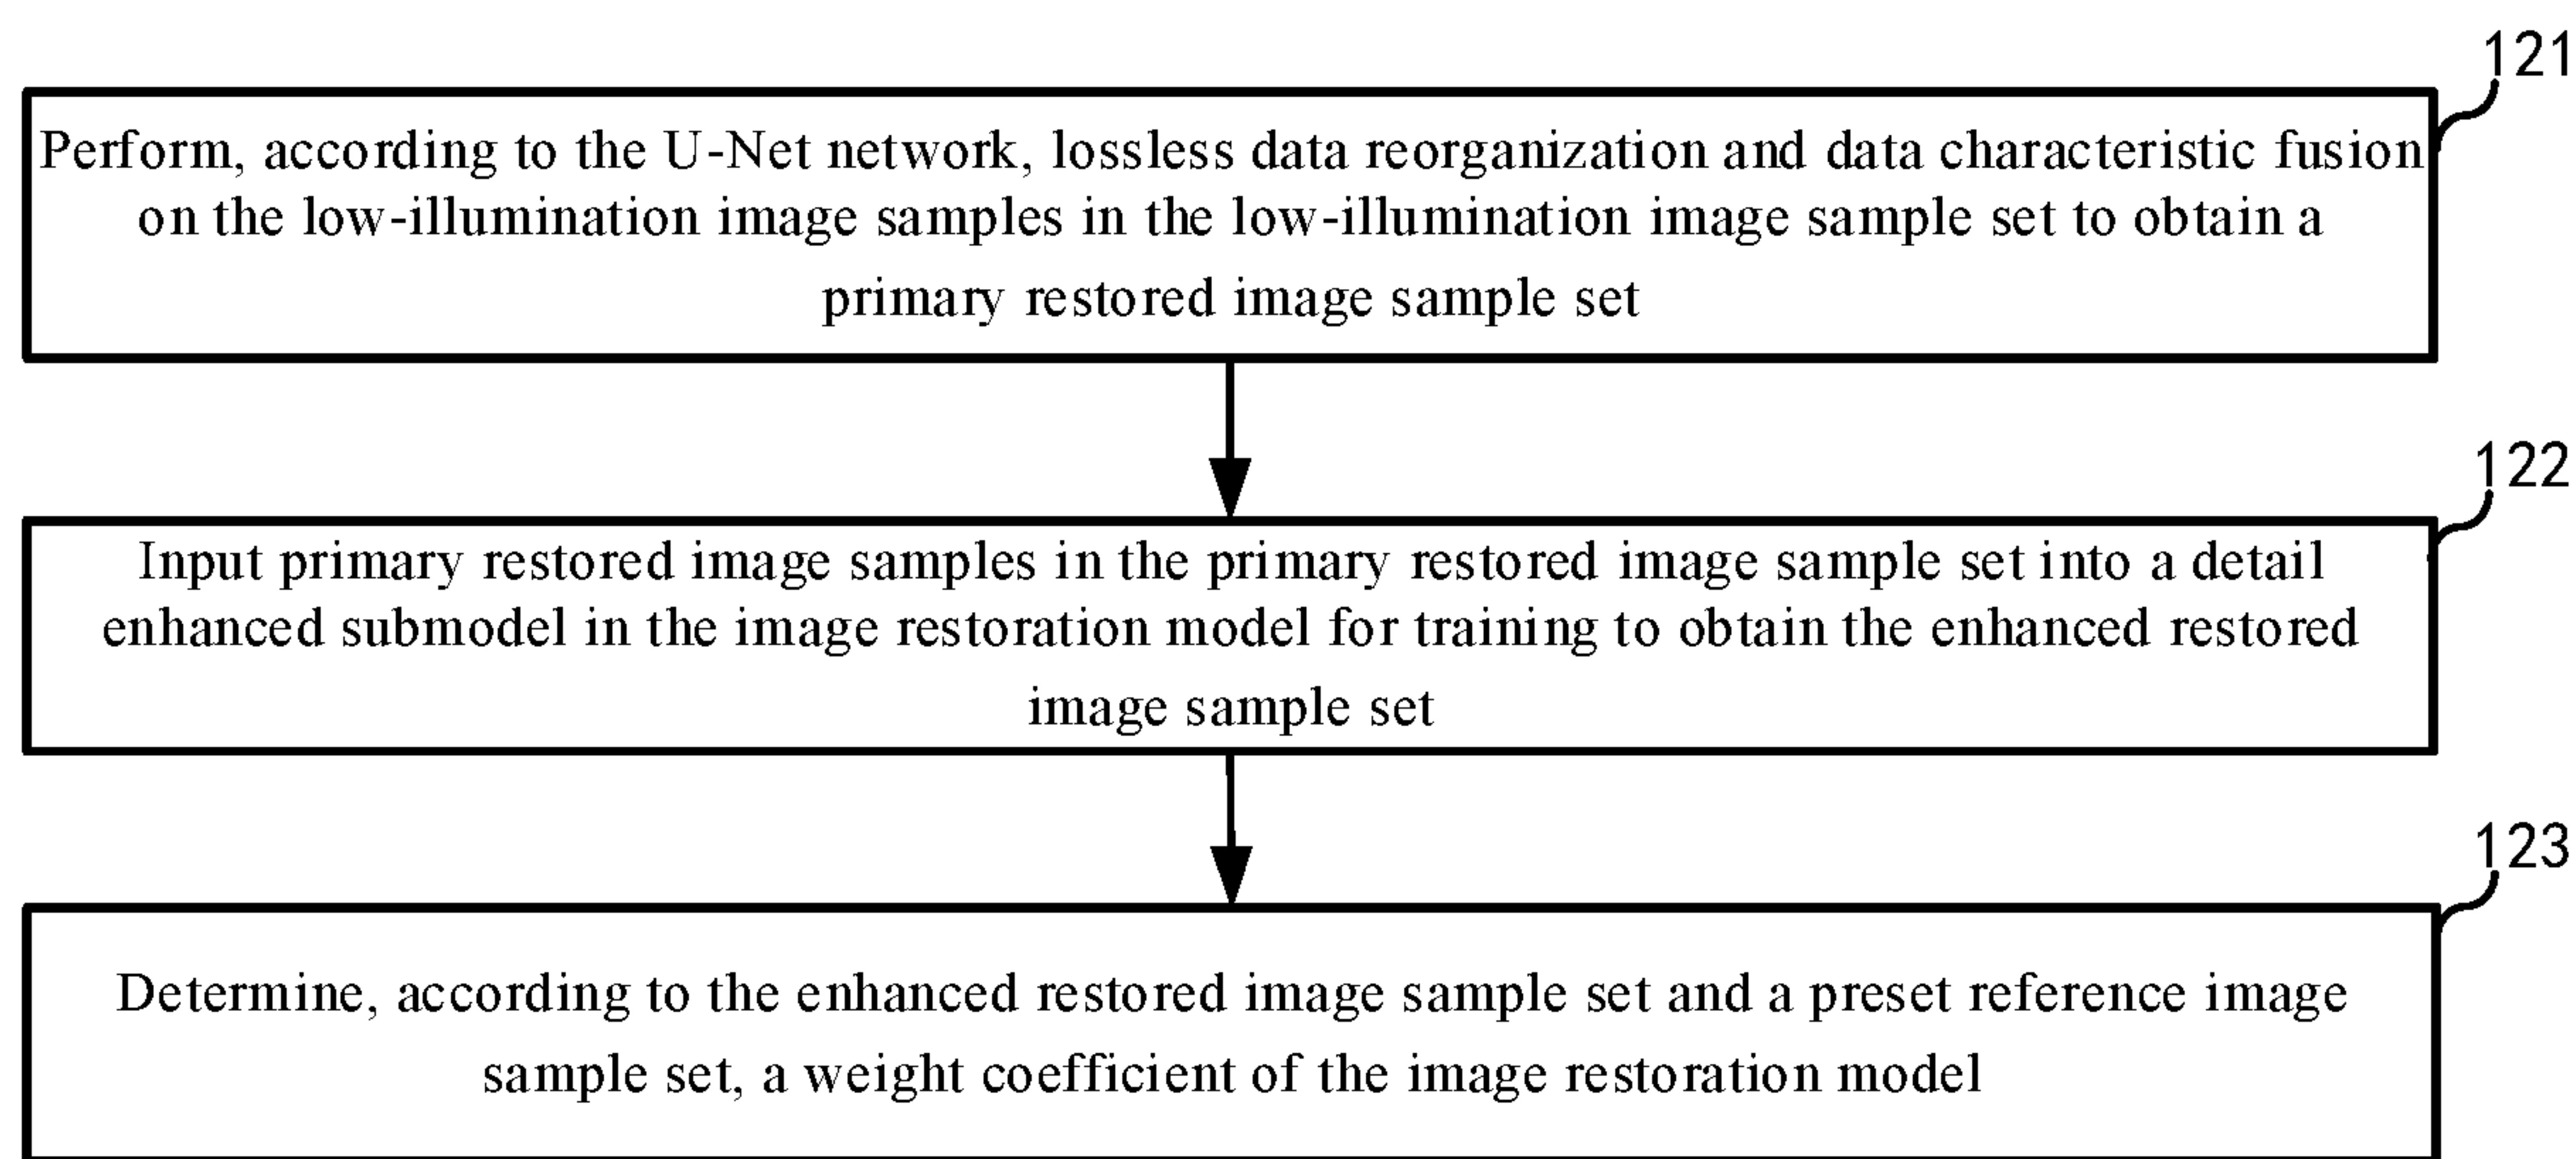 121
Perform, according to the U-Net network, lossless data reorganization and data characteristic fusion
on the low-illumination image samples in the low-illumination image sample set to obtain a
primary restored image sample set
122
Input primary restored image samples in the primary restored image sample set into a detail
enhanced submodel in the image restoration model for training to obtain the enhanced restored
image sample set
123
Determine, according to the enhanced restored image sample set and a preset reference image
sample set, a weight coefficient of the image restoration model